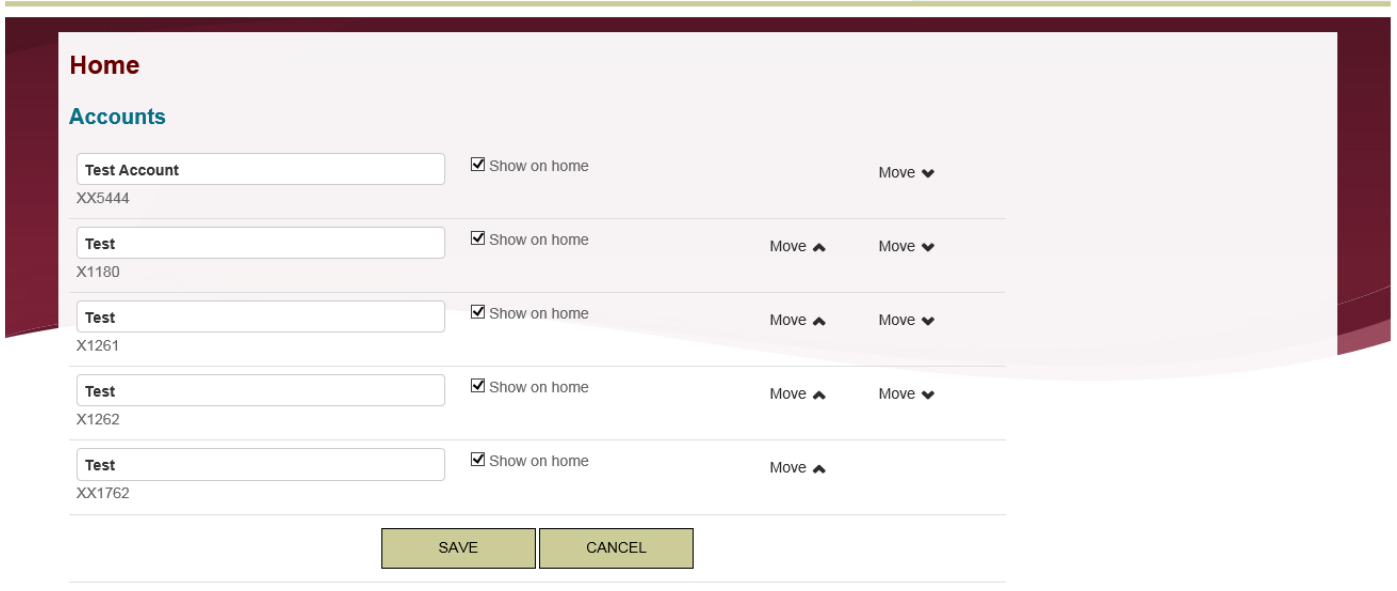 Home
Accounts
Test Account
Show on home
Move
XX5444
Test
Show on home
Move
Move
X1180
Test
Show on home
Move
Move
X1261
Test
Show on home
Move
Move
X1262
Test
Show on home
Move
XX1762
SAVE
CANCEL